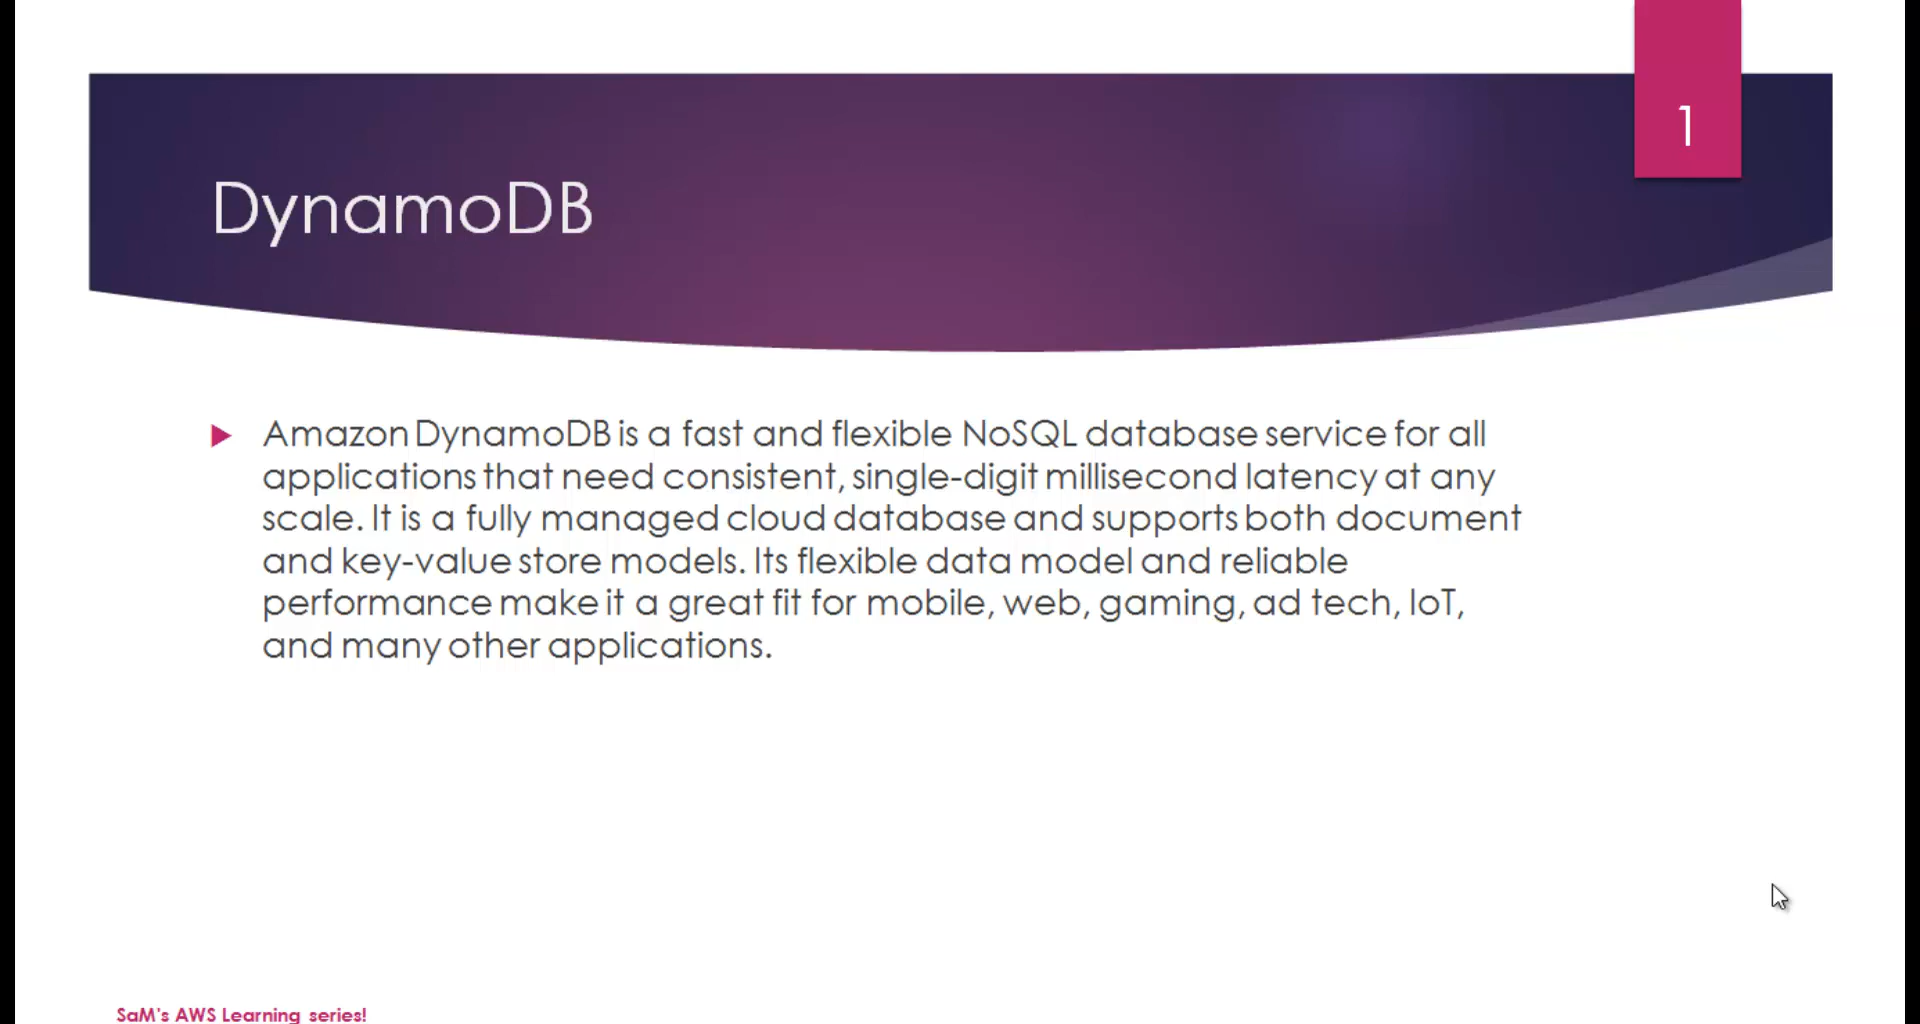 1
DynamoDB
Amazon DynamoDB is a fast and flexible NoSQL database service for all
applications that need consistent, single-digit millisecond latency at any
scale. It is a fully managed cloud database and supports both document
and key-value store models. Its flexible data model and reliable
performance make it a great fit for mobile, web, gaming, ad tech, IoT,
and many other applications.
SaM's AWS Learning series!